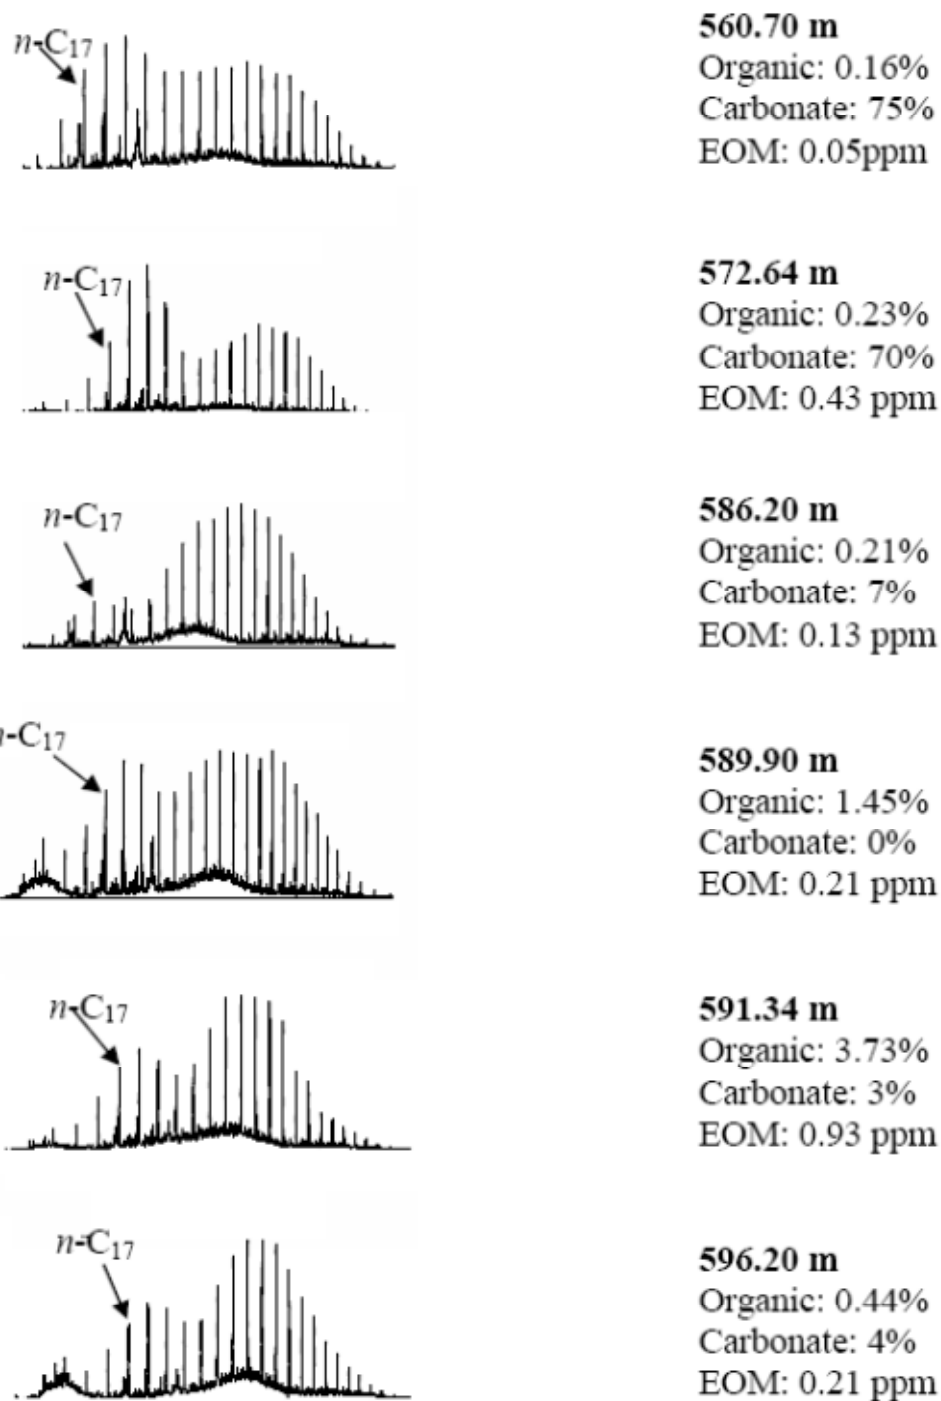 n-C17
560.70 m
Organic: 0.16%
Carbonate: 75%
EOM: 0.05ppm
n-C17
572.64 m
Organic: 0.23%
Carbonate: 70%
EOM: 0.43 ppm
n-C17
586.20 m
Organic: 0.21%
Carbonate: 7%
EOM: 0.13 ppm
n-C17
589.90 m
Organic: 1.45%
Carbonate: 0%
EOM: 0.21 ppm
n-C17
591.34 m
Organic: 3.73%
Carbonate: 3%
EOM: 0.93 ppm
n-C17
596.20 m
Organic: 0.44%
Carbonate: 4%
EOM: 0.21 ppm